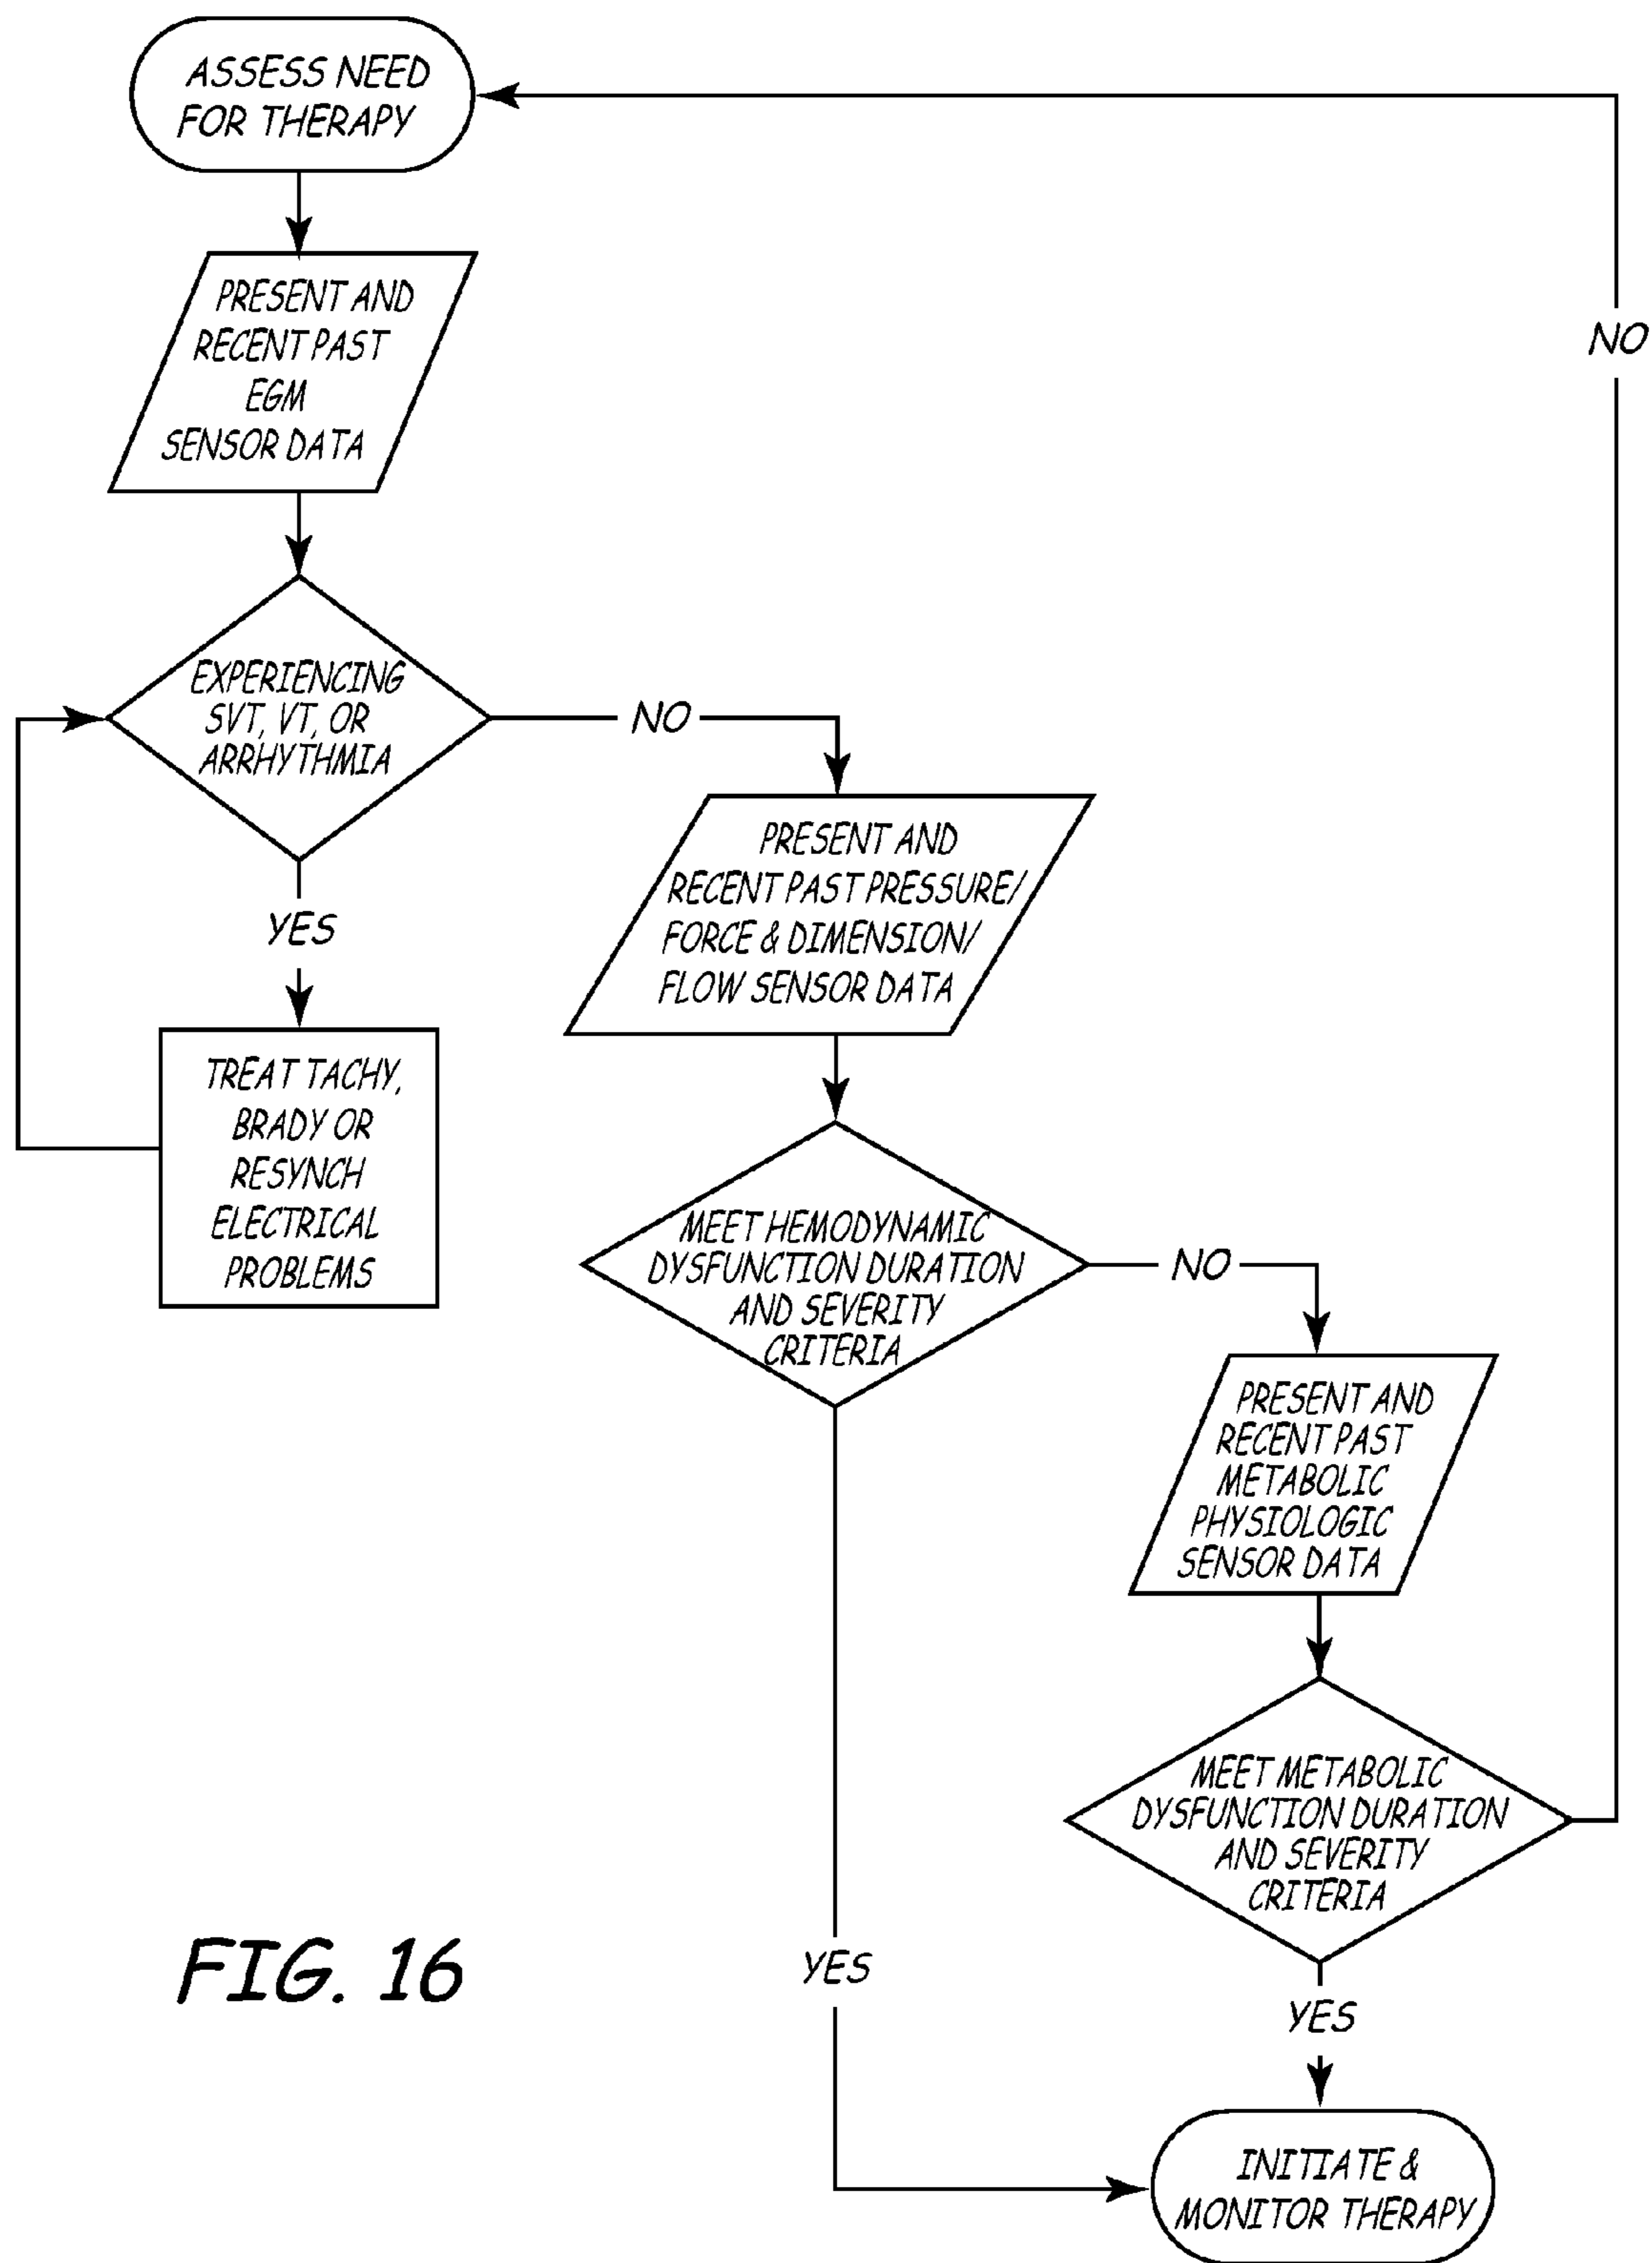 ASSESS NEED
FOR THERAPY
PRESENT AND
RECENT PAST
EGM
SENSOR DATA
NO
EXPERIENCING
SVT, VT, OR
ARRHYTHMIA
NO
YES
PRESENT AND
RECENT PAST PRESSURE/
FORCE & DIMENSION/
FLOW SENSOR DATA
TREAT TACHY,
BRADY OR
RESYNCH
ELECTRICAL
PROBLEMS
MEET HEMODYNAMIC
DYSFUNCTION DURATION
AND SEVERITY
CRITERIA
NO
PRESENT AND
RECENT PAST
METABOLIC
PHYSIOLOGIC
SENSOR DATA
MEET METABOLIC
DYSFUNCTION DURATION
AND SEVERITY
CRITERIA
YES
YES
INITIATE &
MONITOR THERAPY
FIG. 16